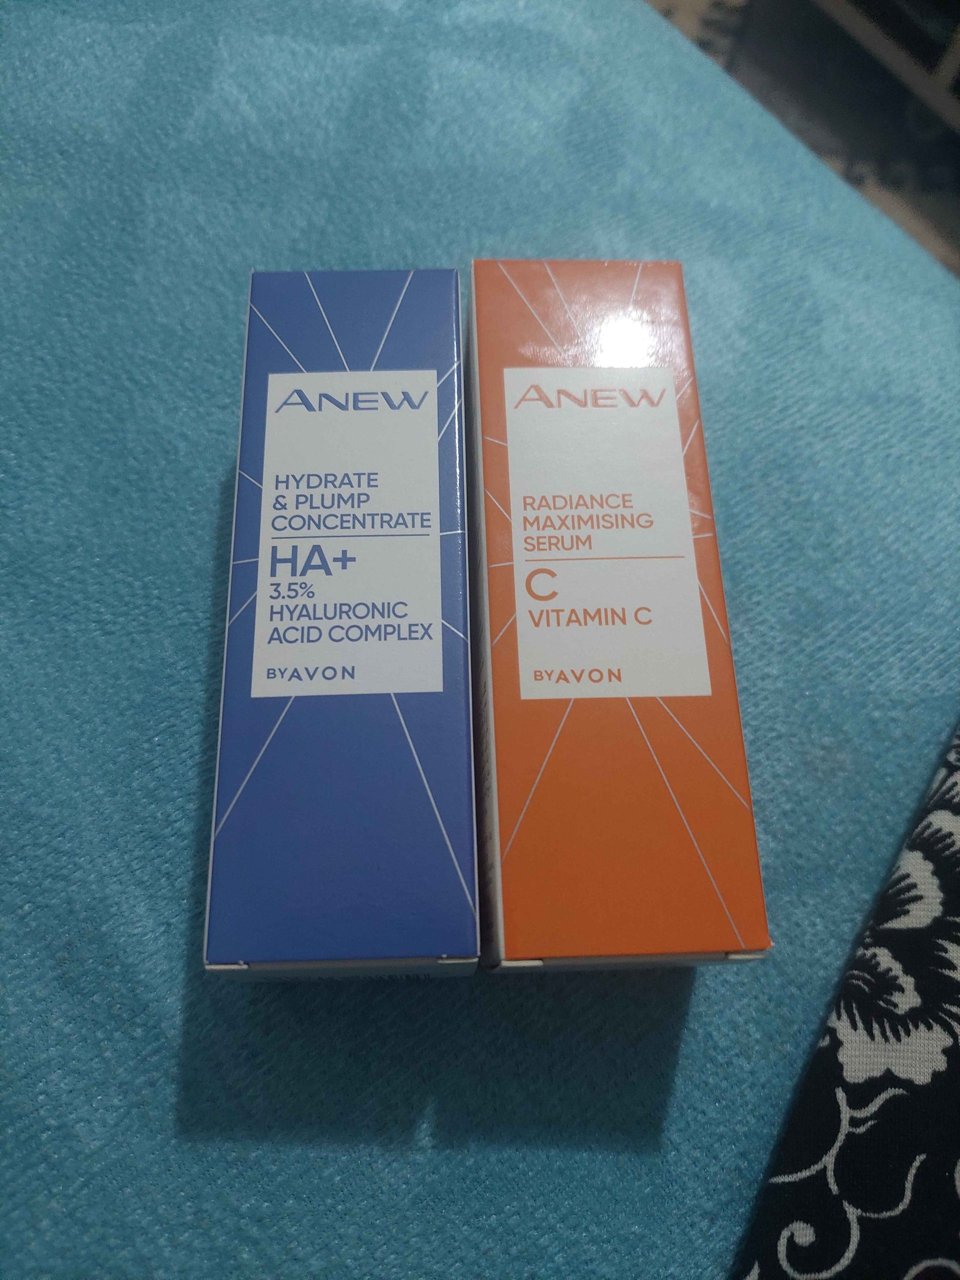 ANEW
HYDRATE
& PLUMP
CONCENTRATE
HA+
3.5%
HYALURONIC
ACID COMPLEX
BY AVON
ANEW
RADIANCE
MAXIMISING
SERUM
C
VITAMIN C
BY AVON